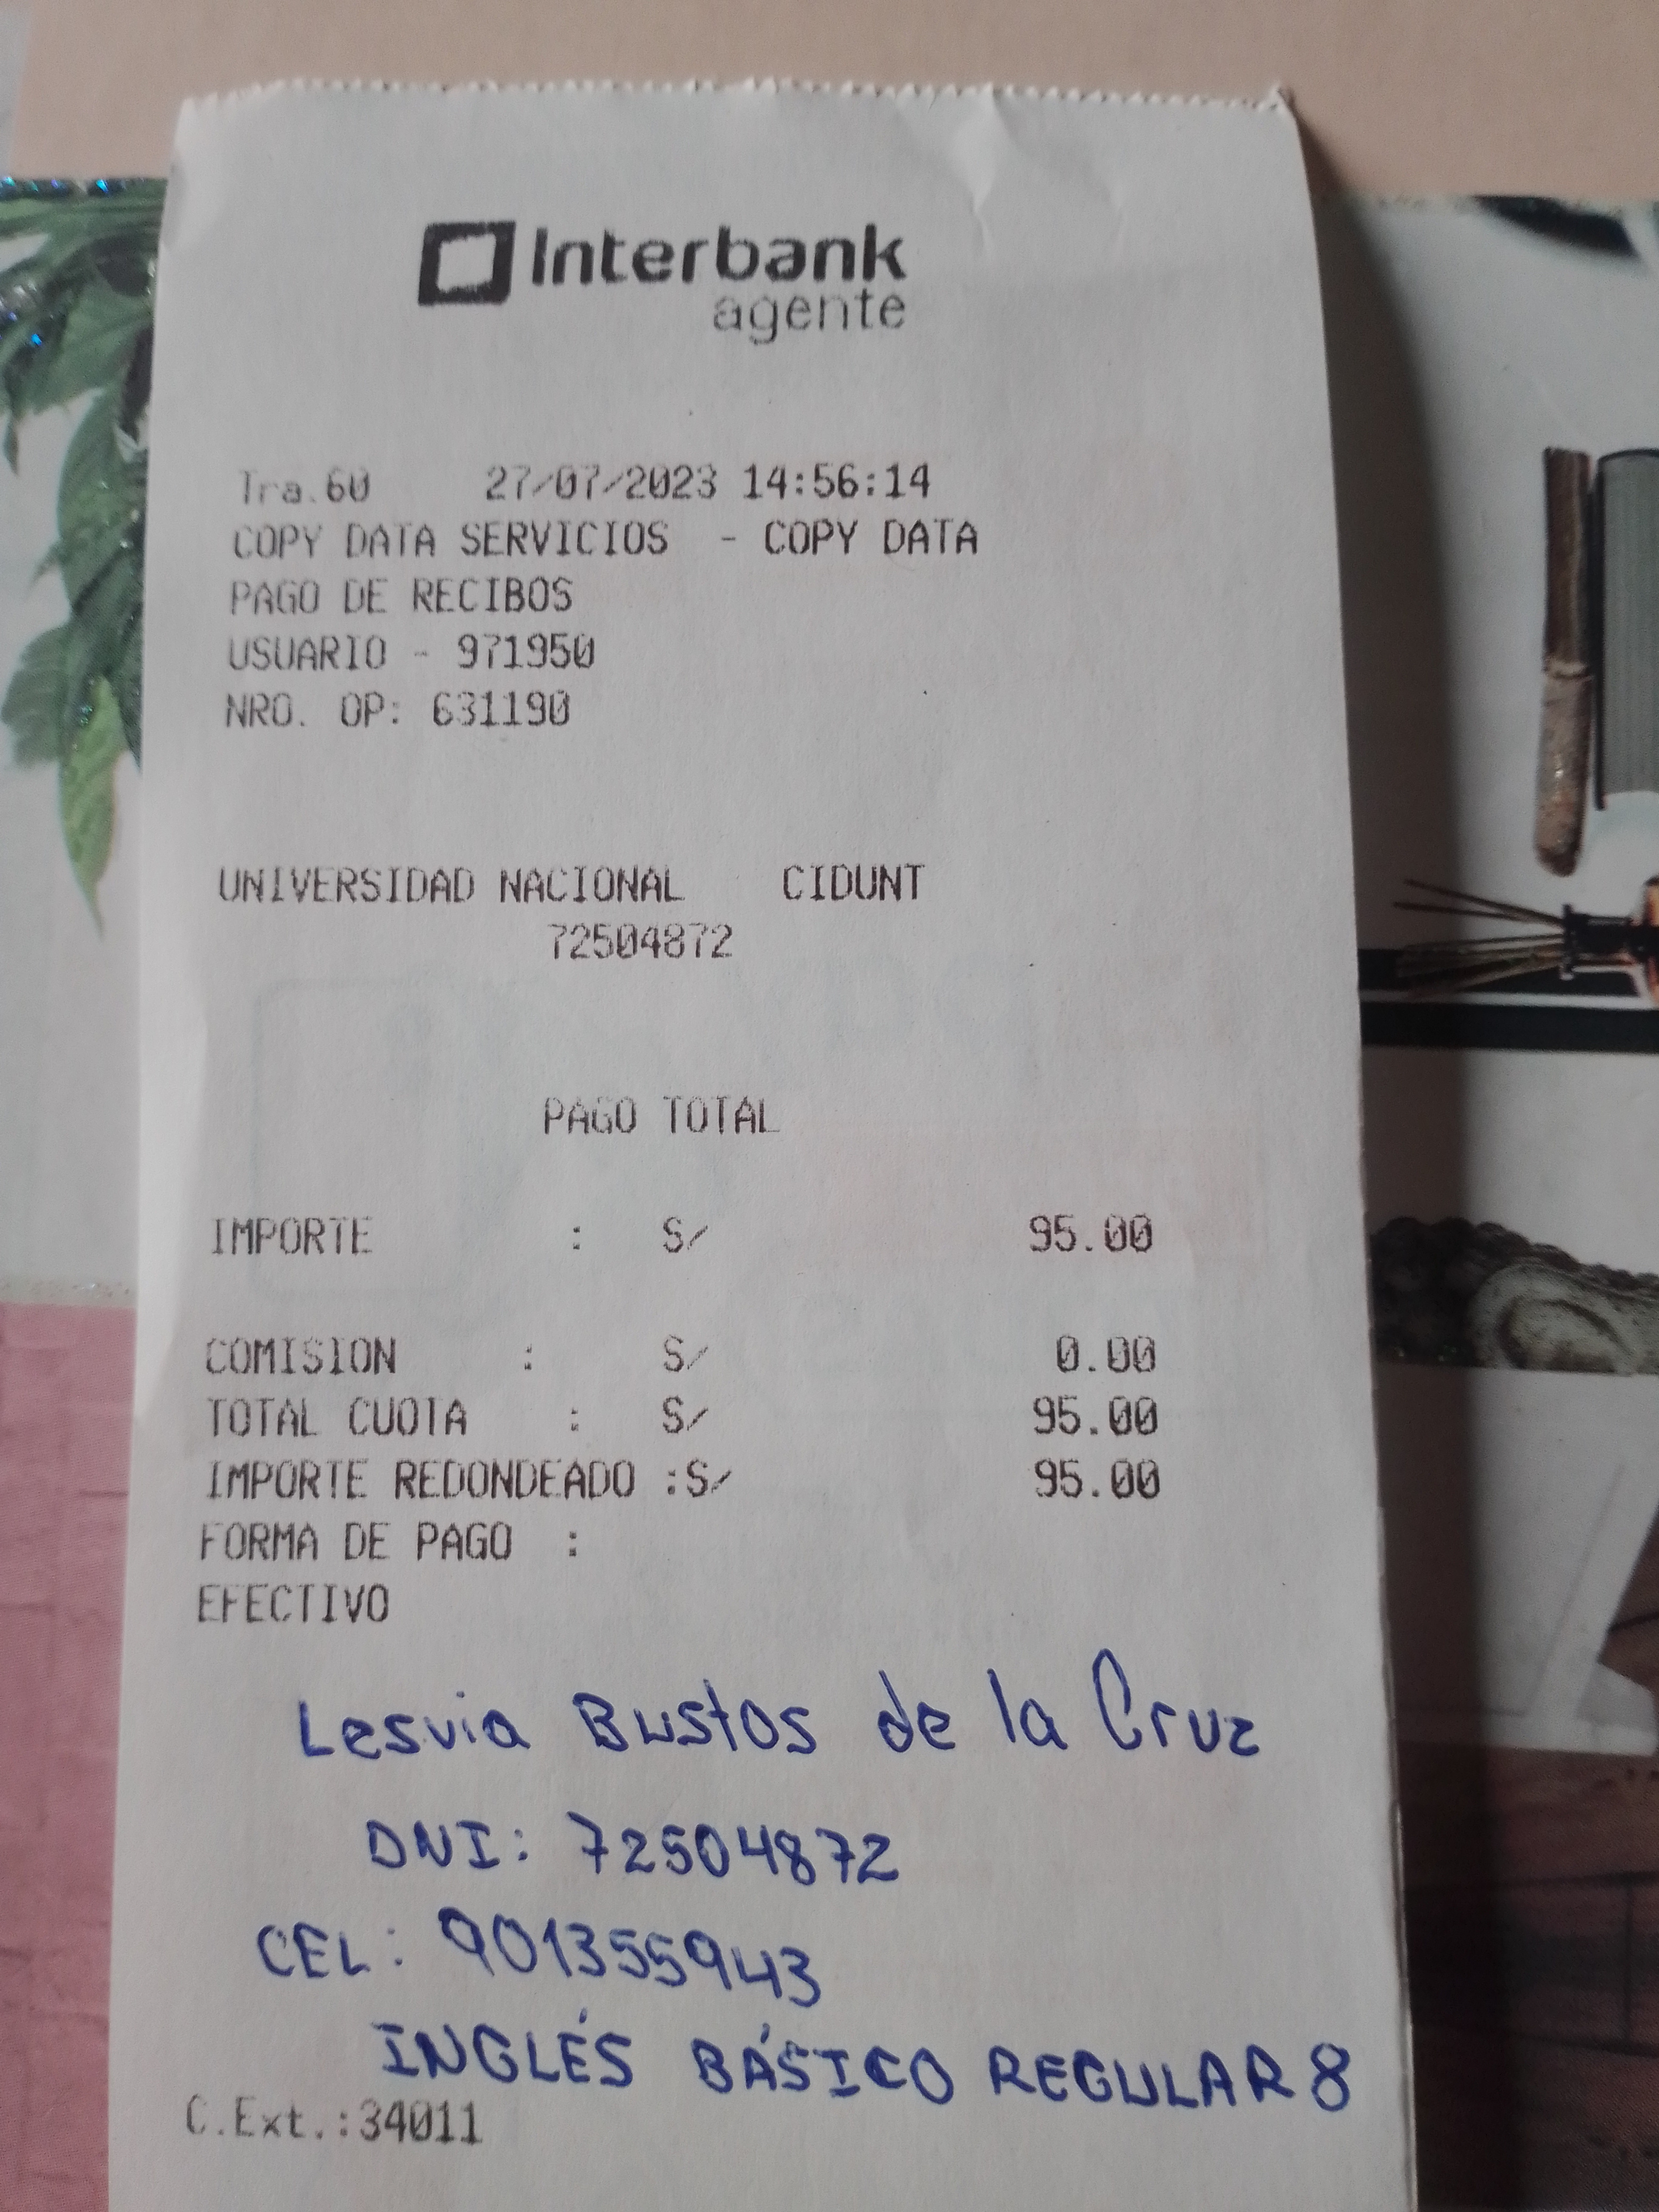 Interbank
agente
Tra.60 27/07/2023 14:56:14
COPY DATA SERVICIOS - COPY DATA
PAGO DE RECIBOS
USUARIO - 971950
NRO. OP: 631190
UNIVERSIDAD NACIONAL CIDUNT
72504872
PAGO TOTAL
IMPORTE : S/ 95.00
COMISION : S/ 0.00
TOTAL CUOTA : S/ 95.00
IMPORTE REDONDEADO :S/ 95.00
FORMA DE PAGO :
EFECTIVO
Lesvia Bustos de la Cruz
DNI: 72504872
CEL: 901355943
INGLÉS BÁSICO REGULAR 8
C.Ext.:34011